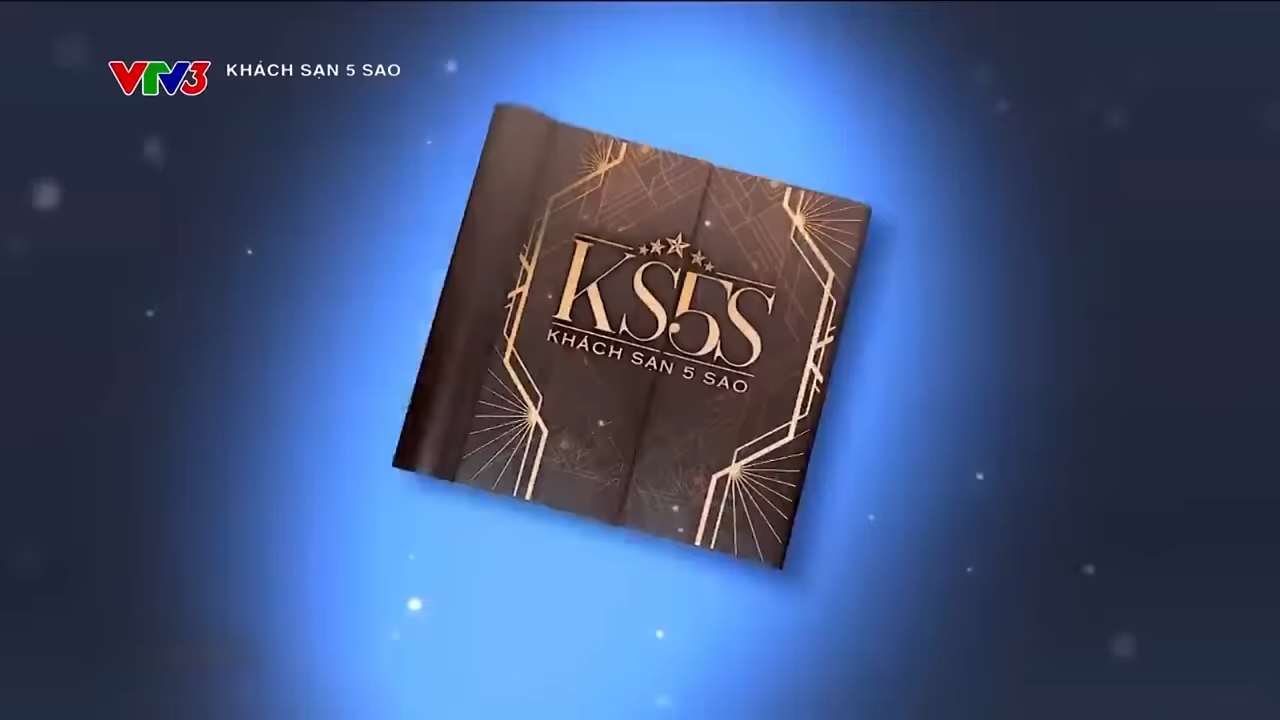 VTV3 KHÁCH SẠN 5 SAO
KS5S
KHÁCH SẠN 5 SAO